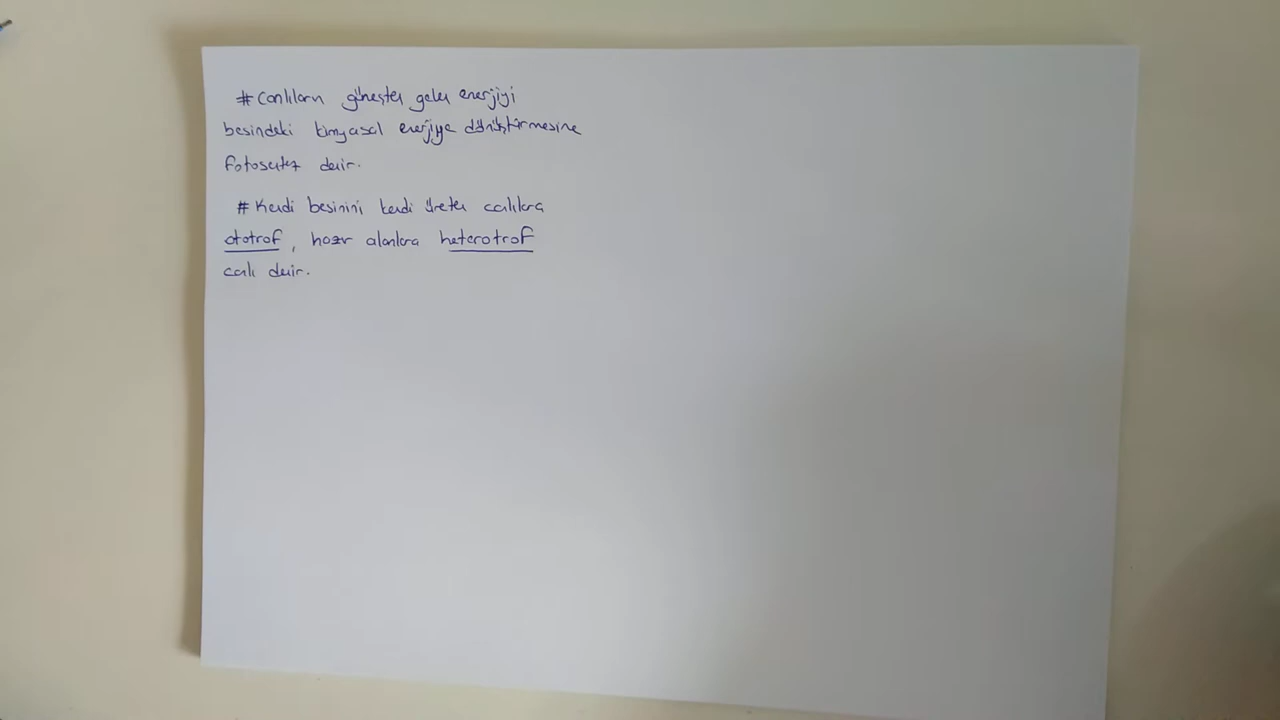 # Canlıların güneşten gelen enerjiyi
besindeki kimyasal enerjiye dönüştürmesine
fotosentez denir.
# Kendi besinini kendi üreten canlılara
ototrof, hazır alanlara heterotrof
canlı denir.